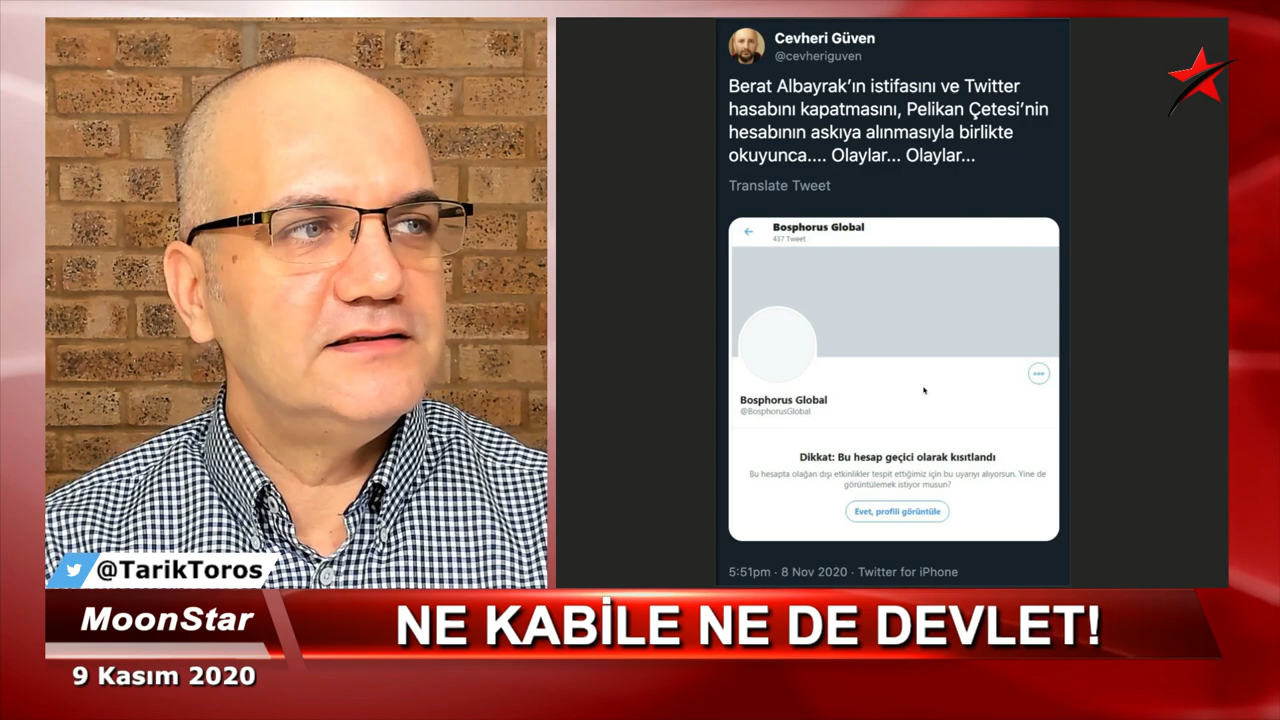 Cevheri Güven
@cevheriguven
Berat Albayrak’ın istifasını ve Twitter
hasabını kapatmasını, Pelikan Çetesi’nin
hesabının askıya alınmasıyla birlikte
okuyunca.... Olaylar... Olaylar...
Translate Tweet
Bosphorus Global
437 Tweet
Bosphorus Global
@BosphorusGlobal
Dikkat: Bu hesap geçici olarak kısıtlandı
Bu hesapta olağan dışı etkinlikler tespit ettiğimiz için bu uyarıyı alıyorsun. Yine de
görüntülemek istiyor musun?
Evet, profili görüntüle
5:51pm · 8 Nov 2020 · Twitter for iPhone
@TarikToros
MoonStar
NE KABİLE NE DE DEVLET!
9 Kasım 2020